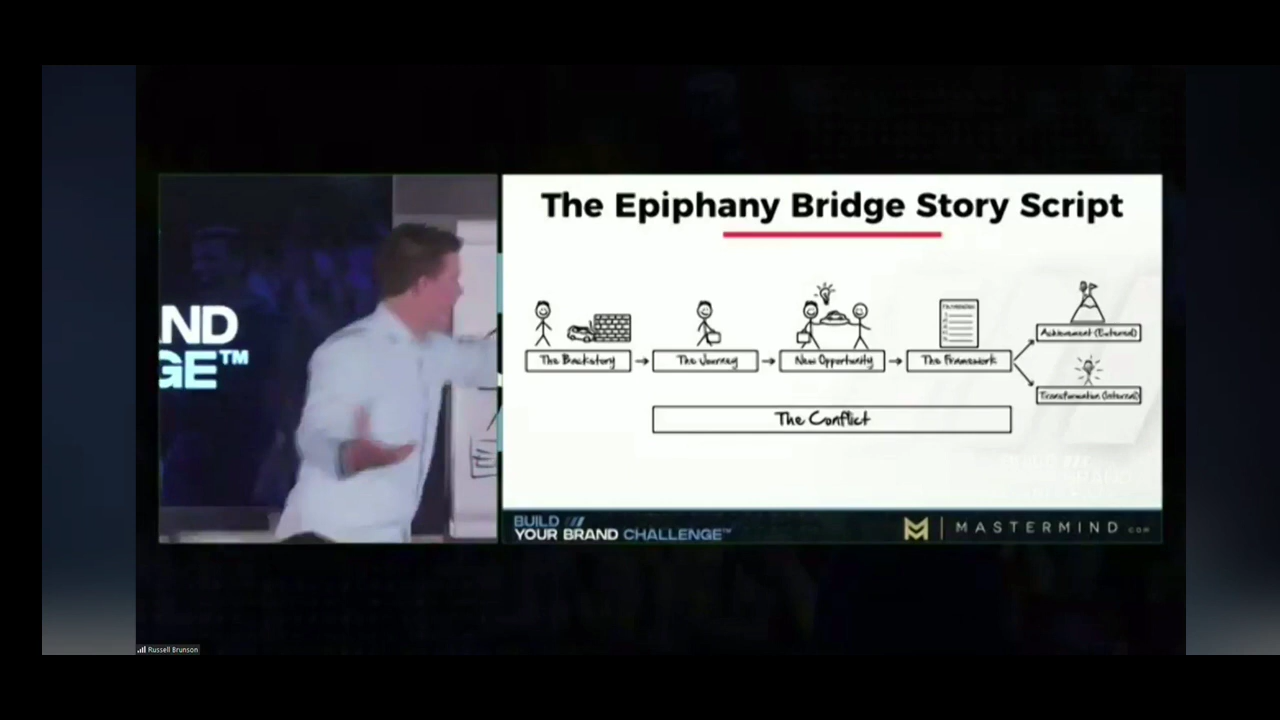 ND
GE™
The Epiphany Bridge Story Script
The Backstory
The Journey
New Opportunity
The Framework
Achievement (External)
Transformation (Internal)
The Conflict
BUILD
YOUR BRAND CHALLENGE™
MASTERMIND .COM
Russell Brunson